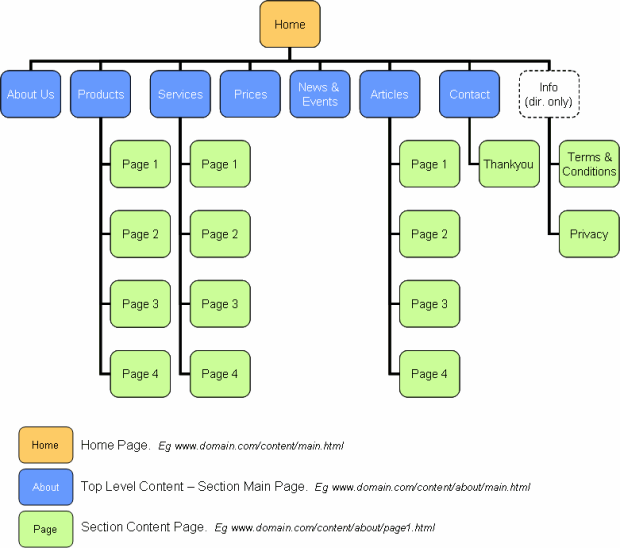 Home
About Us
Products
Services
Prices
News &
Events
Articles
Contact
Info
(dir. only)
Page 1
Page 1
Page 1
Thankyou
Terms &
Conditions
Page 2
Page 2
Page 2
Privacy
Page 3
Page 3
Page 3
Page 4
Page 4
Page 4
Home
Home Page. Eg www.domain.com/content/main.html
About
Top Level Content – Section Main Page. Eg www.domain.com/content/about/main.html
Page
Section Content Page. Eg www.domain.com/content/about/page1.html